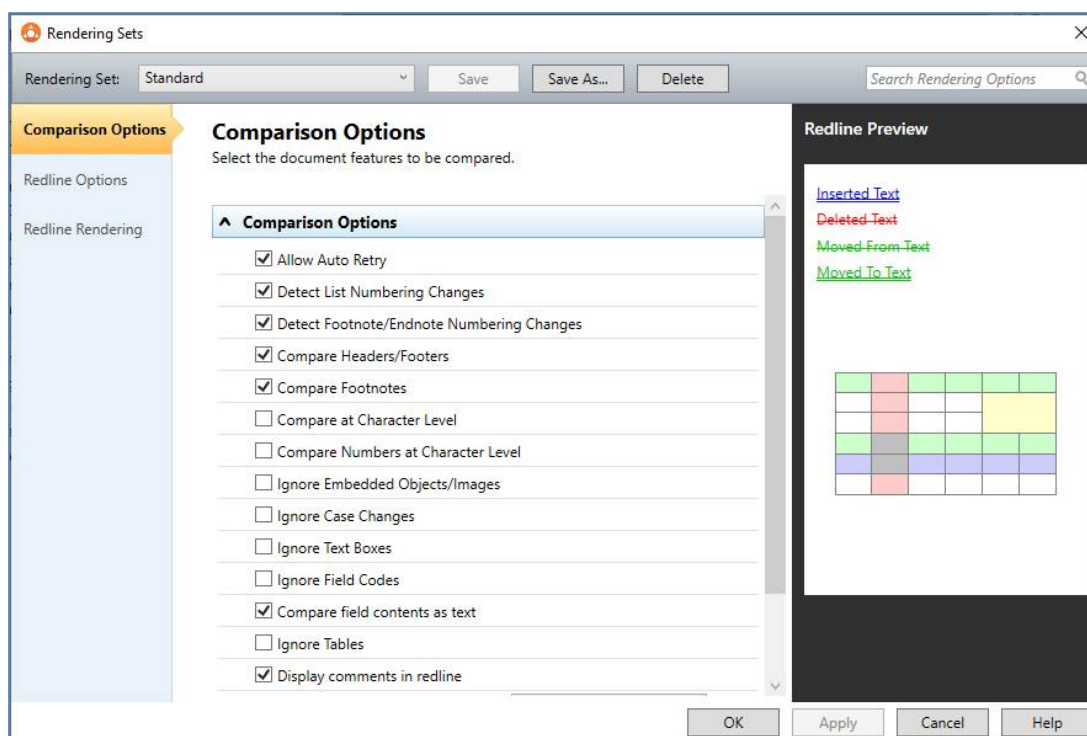 Rendering Sets
Rendering Set: Standard Save Save As... Delete Search Rendering Options
Comparison Options
Redline Options
Redline Rendering
Comparison Options
Select the document features to be compared.
Comparison Options
Allow Auto Retry
Detect List Numbering Changes
Detect Footnote/Endnote Numbering Changes
Compare Headers/Footers
Compare Footnotes
Compare at Character Level
Compare Numbers at Character Level
Ignore Embedded Objects/Images
Ignore Case Changes
Ignore Text Boxes
Ignore Field Codes
Compare field contents as text
Ignore Tables
Display comments in redline
Redline Preview
Inserted Text
Deleted Text
Moved From Text
Moved To Text
OK Apply Cancel Help